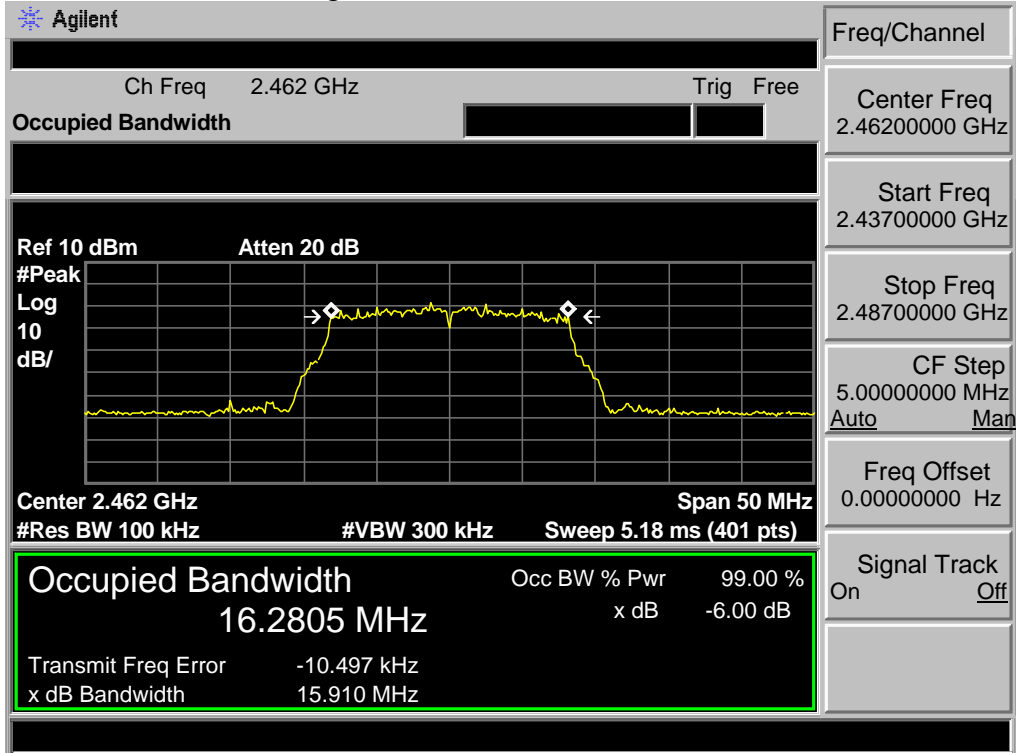 Agilent
Freq/Channel
Ch Freq 2.462 GHz Trig Free
Occupied Bandwidth
Center Freq
2.46200000 GHz
Start Freq
2.43700000 GHz
Stop Freq
2.48700000 GHz
CF Step
5.00000000 MHz
Auto Man
Freq Offset
0.00000000 Hz
Signal Track
On Off
Ref 10 dBm Atten 20 dB
#Peak
Log
10
dB/
Center 2.462 GHz Span 50 MHz
#Res BW 100 kHz #VBW 300 kHz Sweep 5.18 ms (401 pts)
Occupied Bandwidth Occ BW % Pwr 99.00 %
16.2805 MHz x dB -6.00 dB
Transmit Freq Error -10.497 kHz
x dB Bandwidth 15.910 MHz